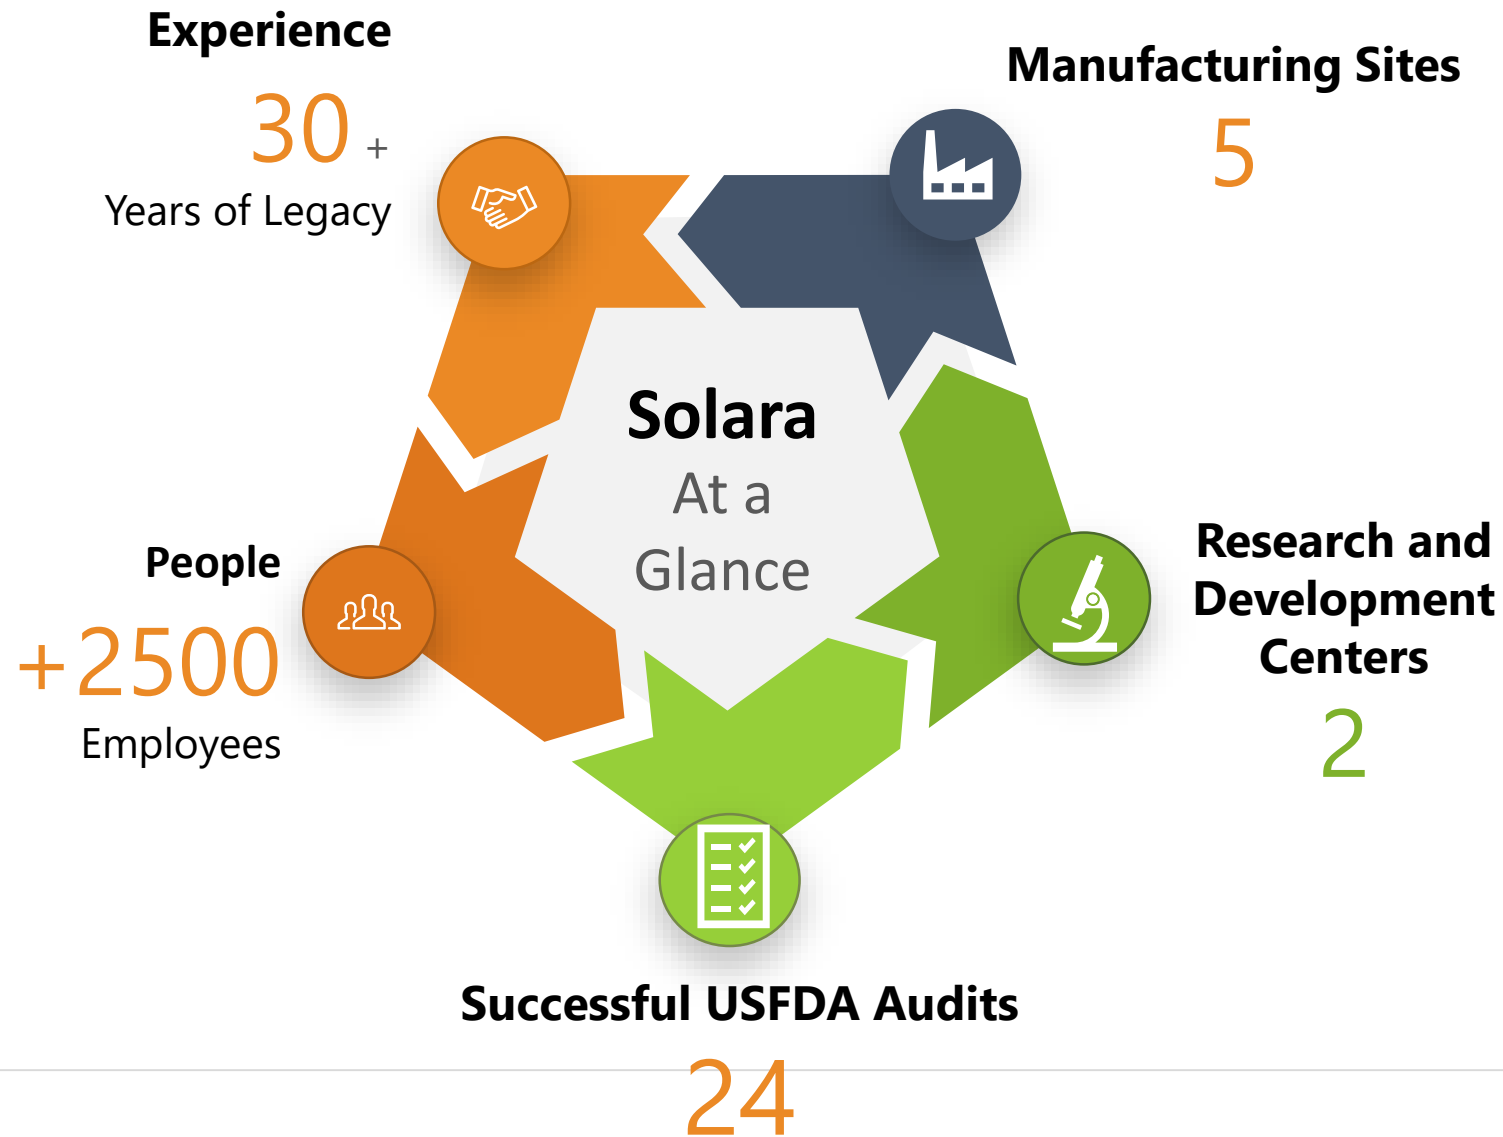 Experience
30 +
Years of Legacy
Manufacturing Sites
5
Solara
At a
Glance
People
+2500
Employees
Research and
Development
Centers
2
Successful USFDA Audits
24